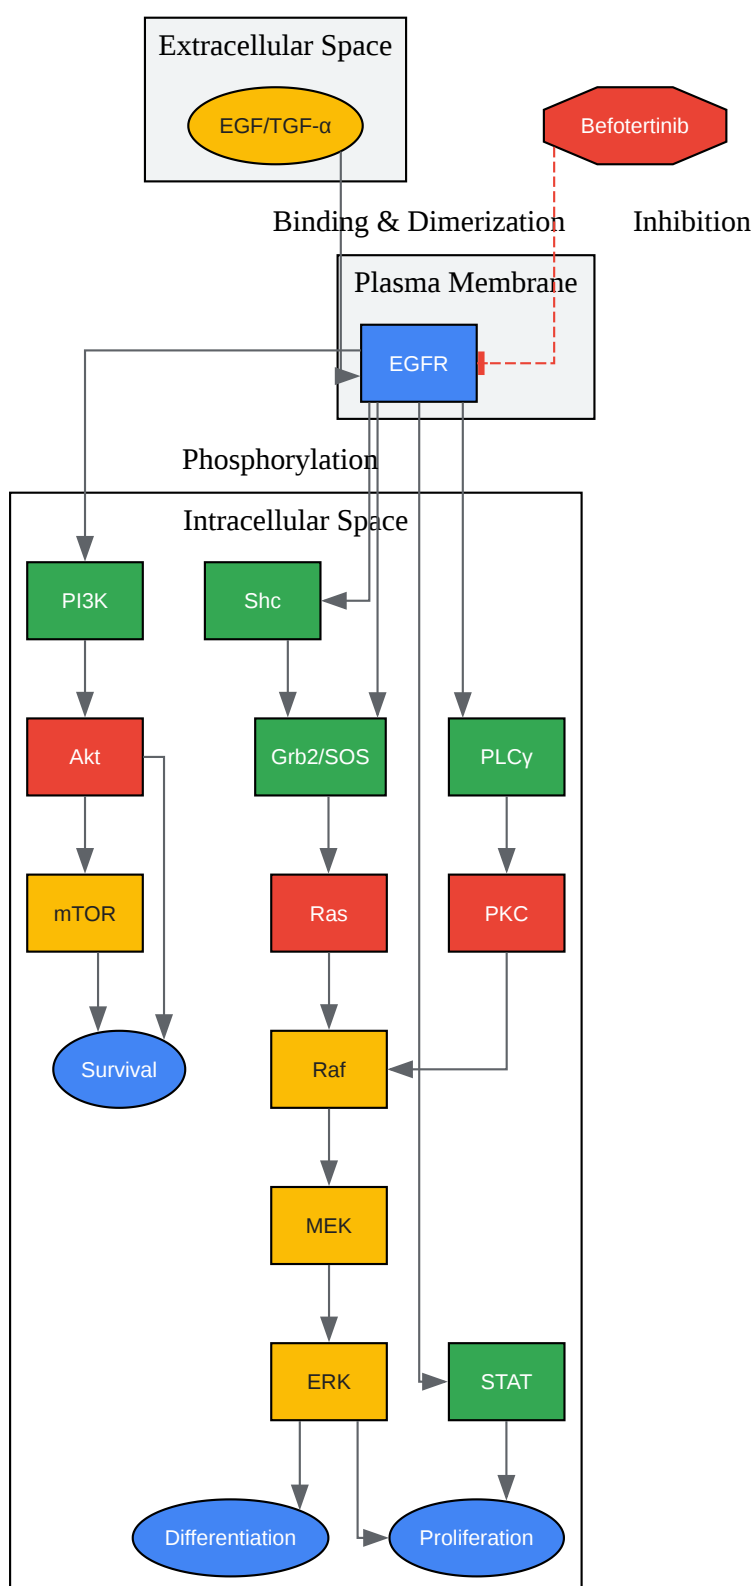 Extracellular Space
EGF/TGF-α
Befotertinib
Binding & Dimerization
Inhibition
Plasma Membrane
EGFR
Phosphorylation
Intracellular Space
PI3K
Shc
Akt
Grb2/SOS
PLCγ
mTOR
Ras
PKC
Survival
Raf
MEK
ERK
STAT
Differentiation
Proliferation